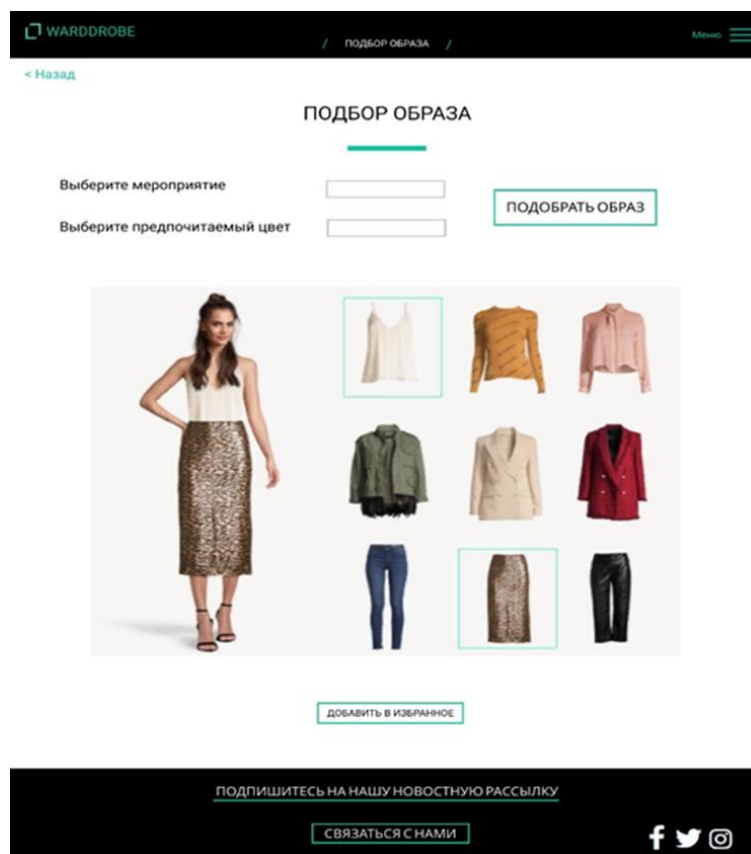 WARDDROBE
/ ПОДБОР ОБРАЗА /
Меню
< Назад
ПОДБОР ОБРАЗА
Выберите мероприятие
Выберите предпочитаемый цвет
ПОДОБРАТЬ ОБРАЗ
ДОБАВИТЬ В ИЗБРАННОЕ
ПОДПИШИТЕСЬ НА НАШУ НОВОСТНУЮ РАССЫЛКУ
СВЯЗАТЬСЯ С НАМИ